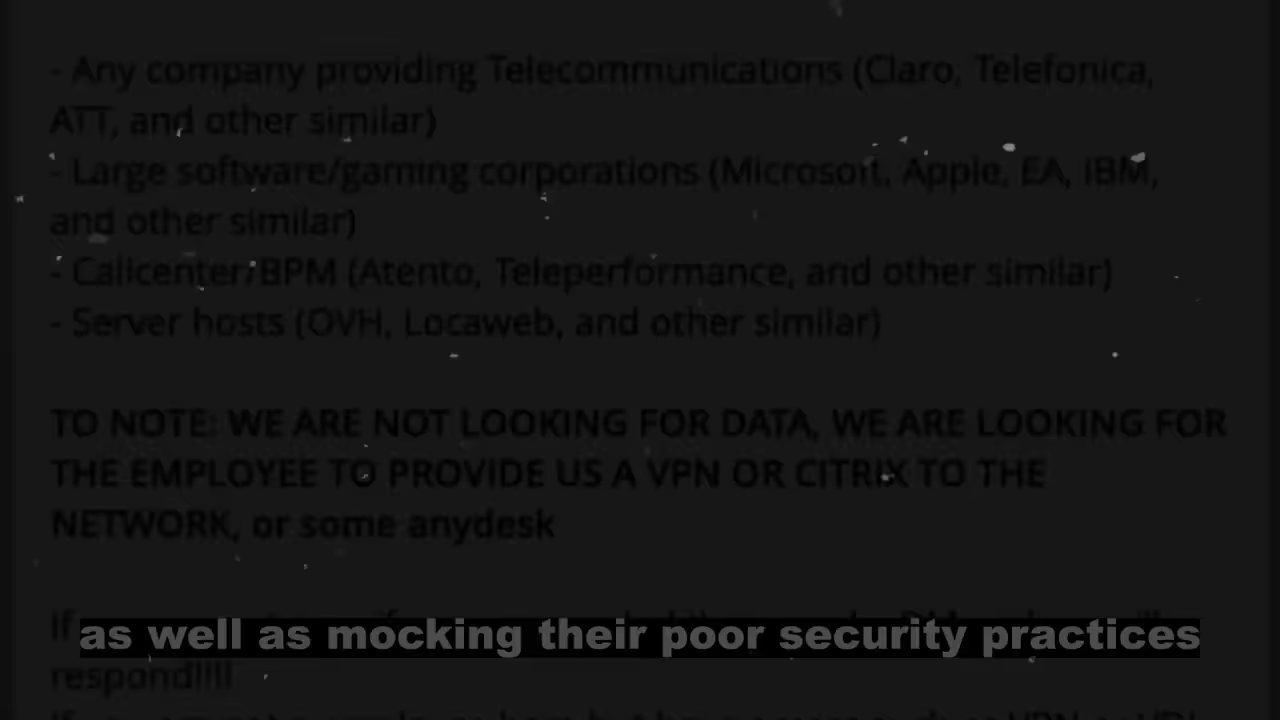 - Any company providing Telecommunications (Claro, Telefonica,
ATT, and other similar)
- Large software/gaming corporations (Microsoft, Apple, EA, IBM,
and other similar)
- Callcenter/BPM (Atento, Teleperformance, and other similar)
- Server hosts (OVH, Locaweb, and other similar)
TO NOTE: WE ARE NOT LOOKING FOR DATA, WE ARE LOOKING FOR
THE EMPLOYEE TO PROVIDE US A VPN OR CITRIX TO THE
NETWORK, or some anydesk
If
as well as mocking their poor security practices
respond!!!!